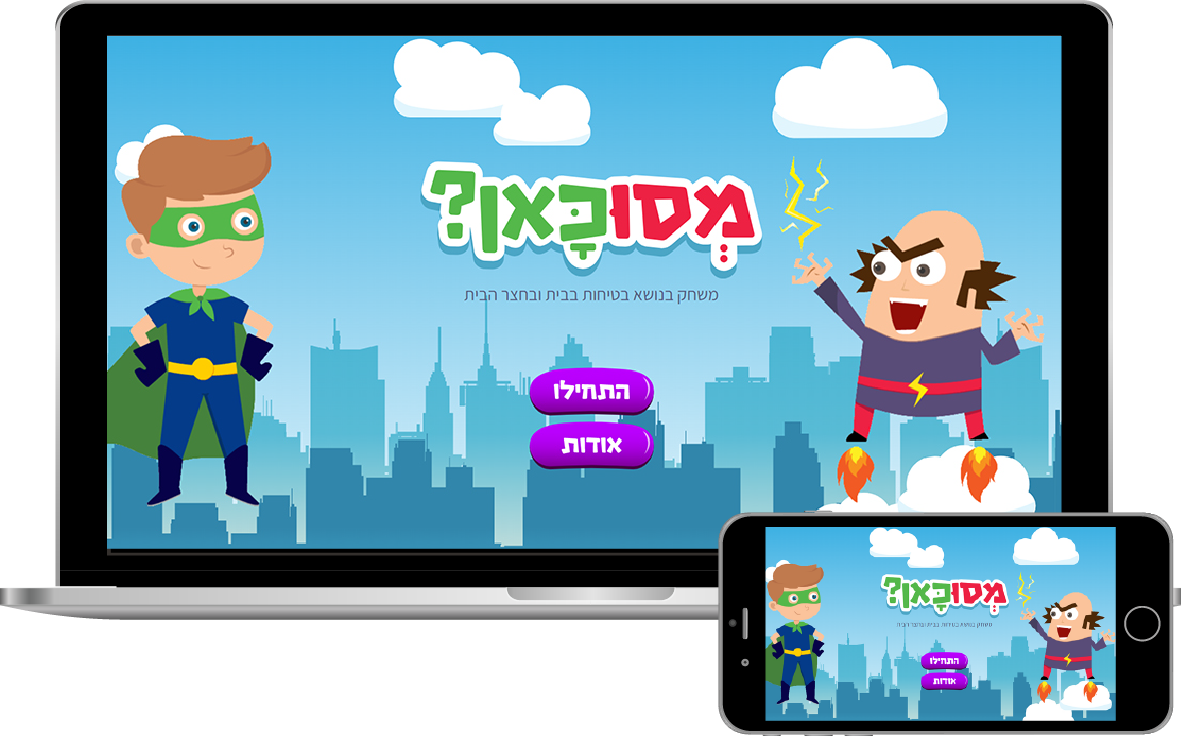 מְסוּכָּאן?
משחק בנושא בטיחות בבית ובחצר הבית
התחילו
אודות
מְסוּכָּאן?
משחק בנושא בטיחות בבית ובחצר הבית
התחילו
אודות